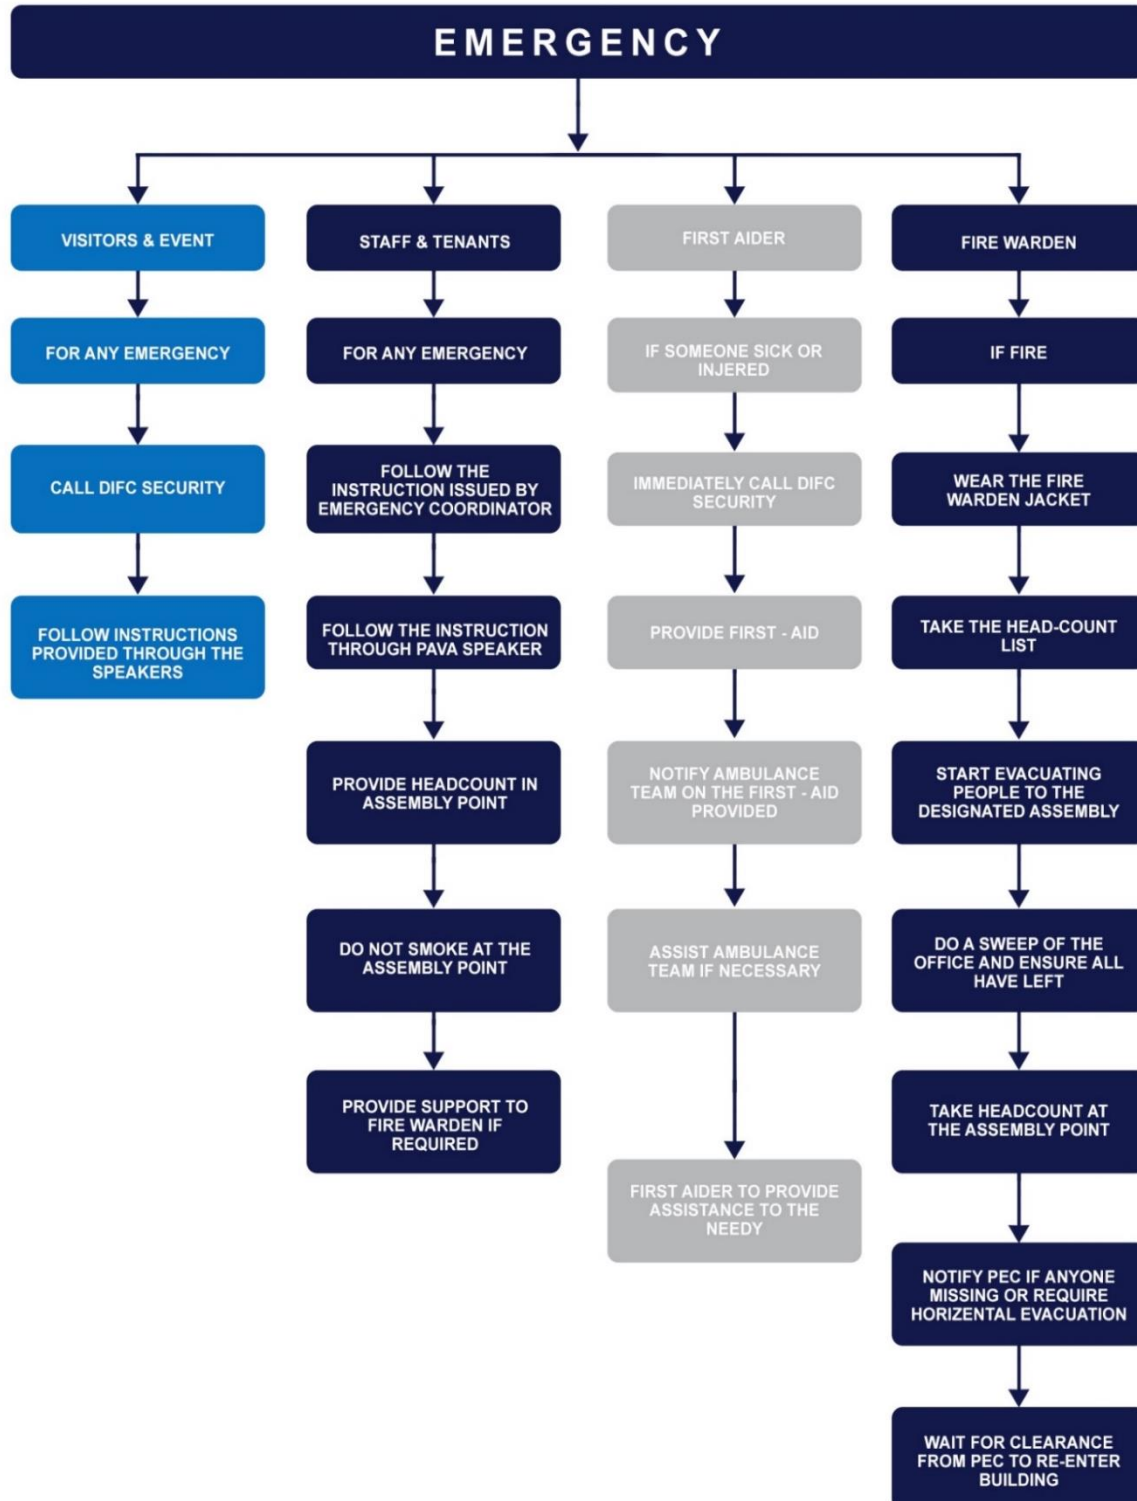 EMERGENCY
VISITORS & EVENT
FOR ANY EMERGENCY
CALL DIFC SECURITY
FOLLOW INSTRUCTIONS
PROVIDED THROUGH THE
SPEAKERS
STAFF & TENANTS
FOR ANY EMERGENCY
FOLLOW THE
INSTRUCTION ISSUED BY
EMERGENCY COORDINATOR
FOLLOW THE INSTRUCTION
THROUGH PAVA SPEAKER
PROVIDE HEADCOUNT IN
ASSEMBLY POINT
DO NOT SMOKE AT THE
ASSEMBLY POINT
PROVIDE SUPPORT TO
FIRE WARDEN IF
REQUIRED
FIRST AIDER
IF SOMEONE SICK OR
INJERED
IMMEDIATELY CALL DIFC
SECURITY
PROVIDE FIRST - AID
NOTIFY AMBULANCE
TEAM ON THE FIRST - AID
PROVIDED
ASSIST AMBULANCE
TEAM IF NECESSARY
FIRST AIDER TO PROVIDE
ASSISTANCE TO THE
NEEDY
FIRE WARDEN
IF FIRE
WEAR THE FIRE
WARDEN JACKET
TAKE THE HEAD-COUNT
LIST
START EVACUATING
PEOPLE TO THE
DESIGNATED ASSEMBLY
DO A SWEEP OF THE
OFFICE AND ENSURE ALL
HAVE LEFT
TAKE HEADCOUNT AT
THE ASSEMBLY POINT
NOTIFY PEC IF ANYONE
MISSING OR REQUIRE
HORIZENTAL EVACUATION
WAIT FOR CLEARANCE
FROM PEC TO RE-ENTER
BUILDING